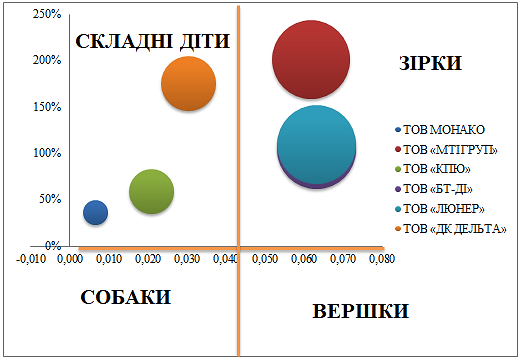 250%
СКЛАДНІ ДІТИ
200%
ЗІРКИ
150%
100%
50%
0%
ТОВ МОНАКО
ТОВ «МТІГРУП»
ТОВ «КПЮ»
ТОВ «БТ-ДІ»
ТОВ «ЛЮНЕР»
ТОВ «ДК ДЕЛЬТА»
-0,010 0,000 0,010 0,020 0,030 0,040 0,050 0,060 0,070 0,080
СОБАКИ
ВЕРШКИ